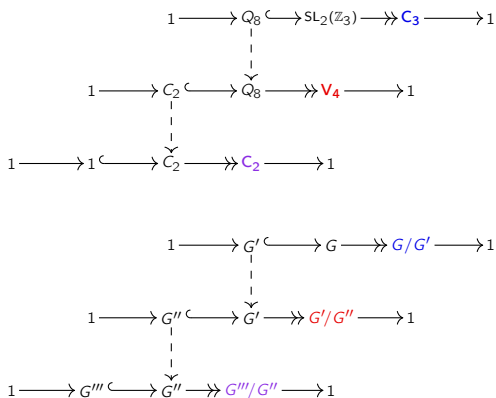 1 Q₈ SL₂(ℤ₃) C₃ 1
1 C₂ Q₈ V₄ 1
1 1 C₂ C₂ 1
1 G′ G G/G′ 1
1 G″ G′ G′/G″ 1
1 G‴ G″ G‴/G″ 1